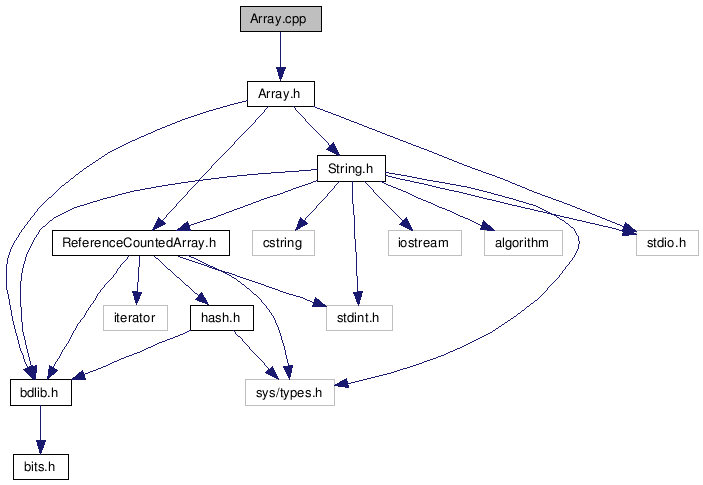 Array.cpp
Array.h
String.h
ReferenceCountedArray.h
cstring
iostream
algorithm
stdio.h
iterator
hash.h
stdint.h
bdlib.h
sys/types.h
bits.h